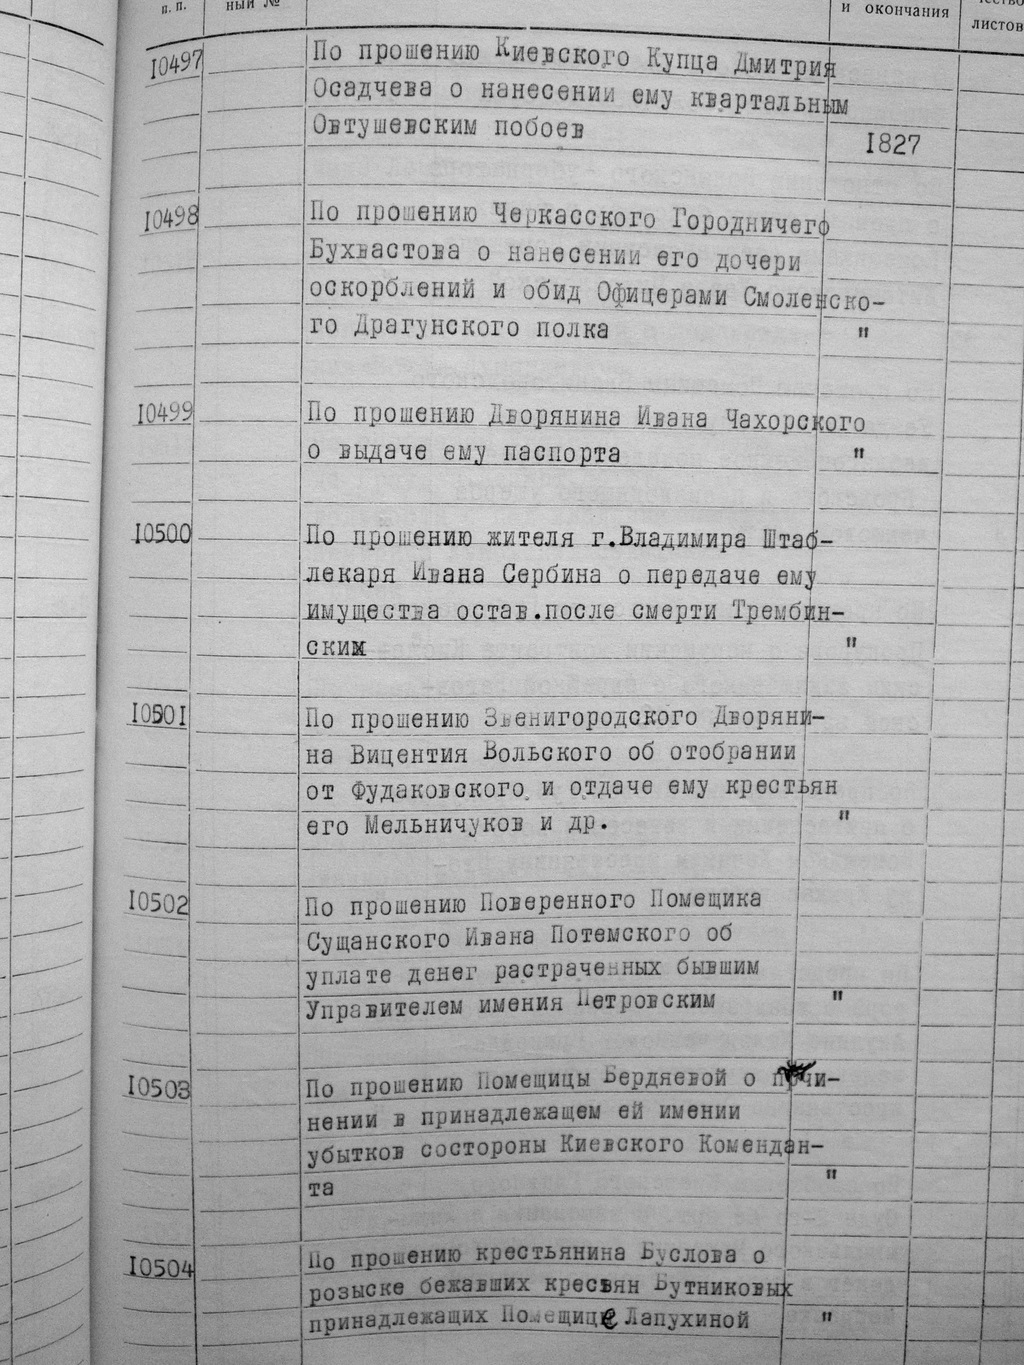 п. п.
ный №
и окончания
листов
10497
По прошению Киевского Купца Дмитрия
Осадчева о нанесении ему квартальным
Овтушевским побоев
1827
10498
По прошению Черкасского Городничего
Бухвастова о нанесении его дочери
оскорблений и обид Офицерами Смоленско-
го Драгунского полка "
10499
По прошению Дворянина Ивана Чахорского
о выдаче ему паспорта "
10500
По прошению жителя г.Владимира Штаб-
лекаря Ивана Сербина о передаче ему
имущества остав.после смерти Трембин-
ским "
10501
По прошению Звенигородского Дворяни-
на Вицентия Вольского об отобрании
от Фудаковского и отдаче ему крестьян
его Мельничуков и др. "
10502
По прошению Поверенного Помещика
Сущанского Ивана Потемского об
уплате денег растраченных бывшим
Управителем имения Петровским "
10503
По прошению Помещицы Бердяевой о причи-
нении в принадлежащем ей имении
убытков состороны Киевского Комендан-
та "
10504
По прошению крестьянина Буслова о
розыске бежавших кресвян Бутниковых
принадлежащих Помещице Лапухиной "